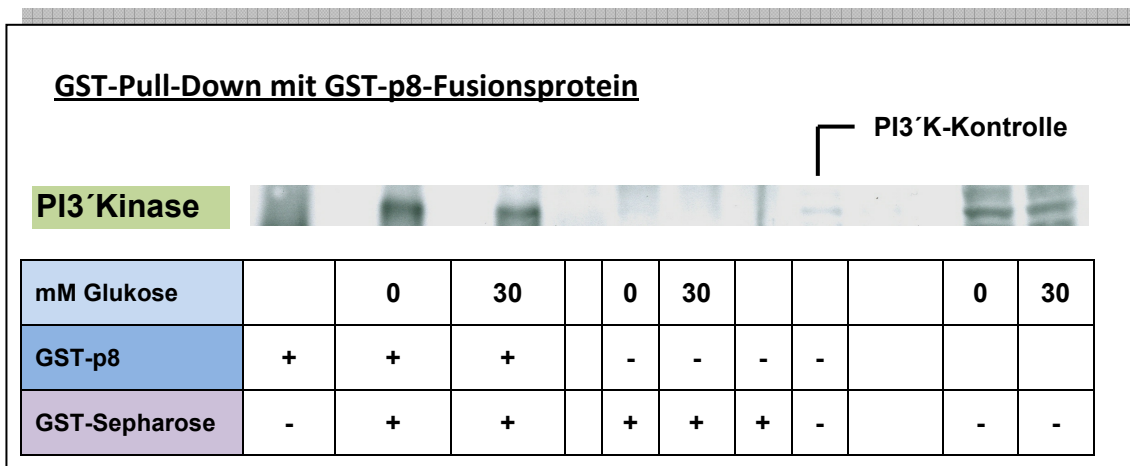 GST-Pull-Down mit GST-p8-Fusionsprotein
PI3´K-Kontrolle
PI3´Kinase
mM Glukose 0 30 0 30 0 30
GST-p8 + + + - - - -
GST-Sepharose - + + + + + - - -